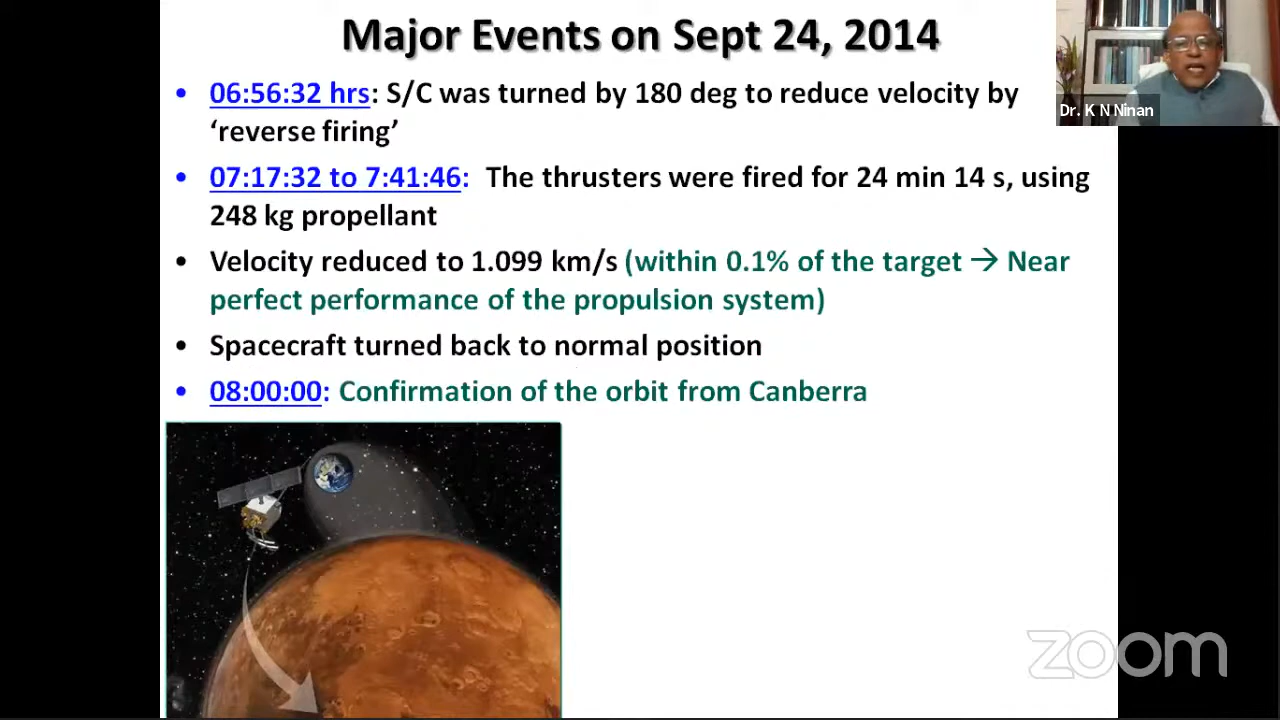 Major Events on Sept 24, 2014
Dr. K N Ninan
• 06:56:32 hrs: S/C was turned by 180 deg to reduce velocity by
‘reverse firing’
• 07:17:32 to 7:41:46: The thrusters were fired for 24 min 14 s, using
248 kg propellant
• Velocity reduced to 1.099 km/s (within 0.1% of the target → Near
perfect performance of the propulsion system)
• Spacecraft turned back to normal position
• 08:00:00: Confirmation of the orbit from Canberra
zoom